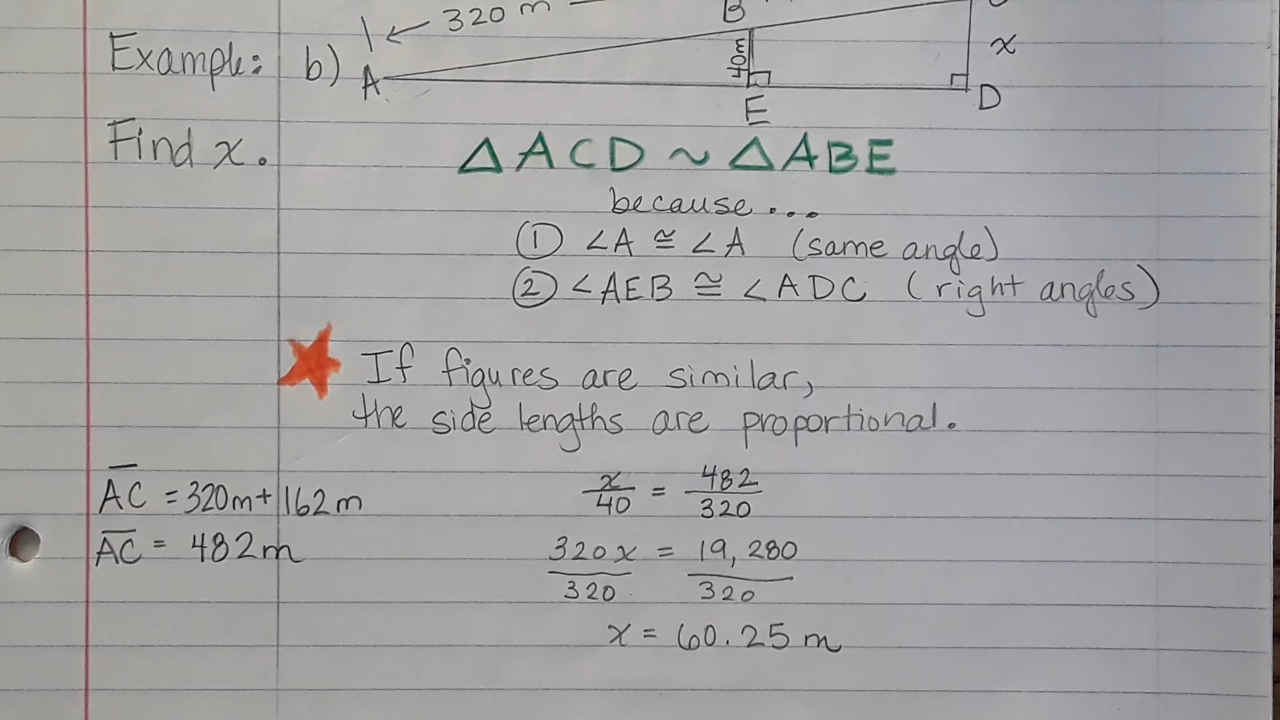 320 m
B
Example: b)
A
40m
x
E
D
Find x.
△ACD ~ △ABE
because...
① ∠A ≅ ∠A (same angle)
② ∠AEB ≅ ∠ADC (right angles)
If figures are similar,
the side lengths are proportional.
AC = 320m + 162m
AC = 482m
x/40 = 482/320
320x/320 = 19,280/320
x = 60.25 m